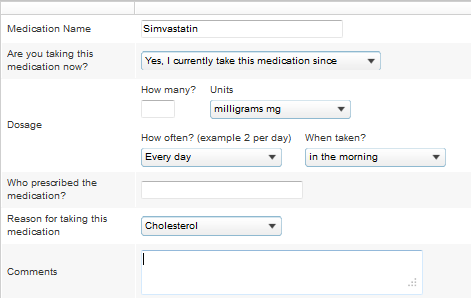 Medication Name
Simvastatin
Are you taking this
medication now?
Yes, I currently take this medication since
Dosage
How many? Units
milligrams mg
How often? (example 2 per day) When taken?
Every day in the morning
Who prescribed the
medication?
Reason for taking this
medication
Cholesterol
Comments